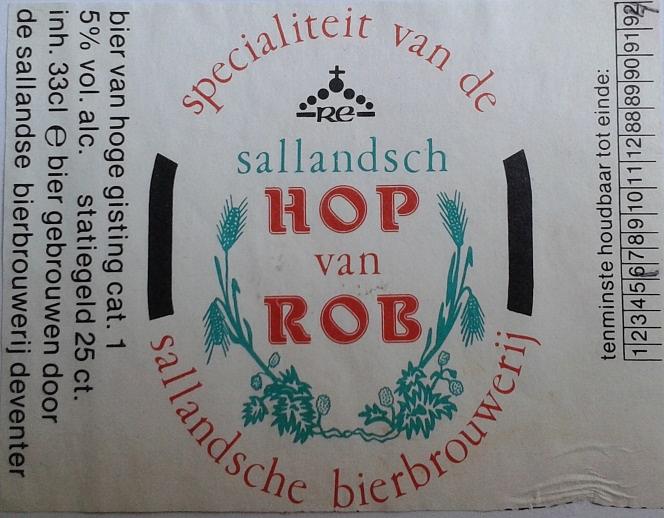 specialiteit van de
RE
sallandsch
HOP
van
ROB
sallandsche bierbrouwerij
bier van hoge gisting cat. 1
5% vol. alc. statiegeld 25 ct.
inh. 33cl e bier gebrouwen door
de sallandse bierbrouwerij deventer
tenminste houdbaar tot einde:
1 2 3 4 5 6 7 8 9 10 11 12 88 89 90 91 92